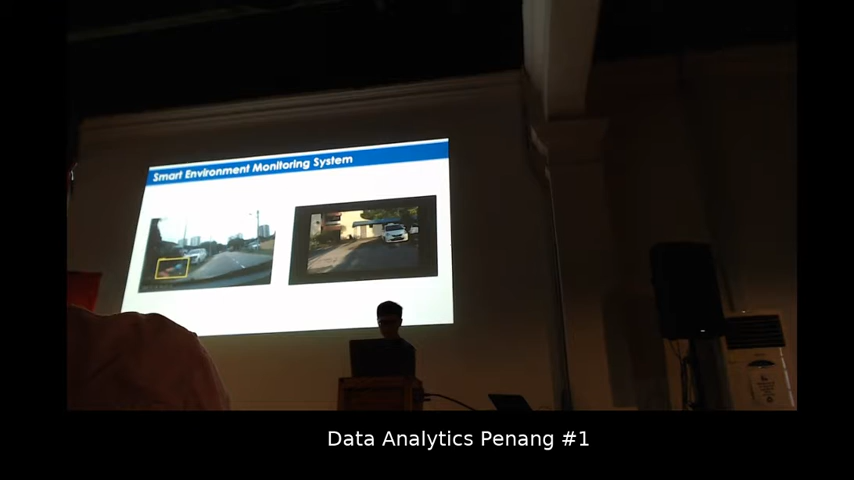 Smart Environment Monitoring System
Data Analytics Penang #1